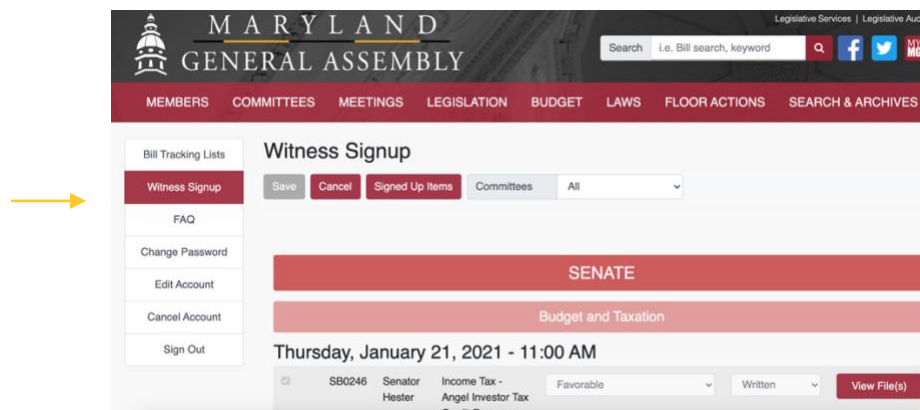 Legislative Services | Legislative Aud
MARYLAND
GENERAL ASSEMBLY
Search i.e. Bill search, keyword
MEMBERS COMMITTEES MEETINGS LEGISLATION BUDGET LAWS FLOOR ACTIONS SEARCH & ARCHIVES
Bill Tracking Lists
Witness Signup
FAQ
Change Password
Edit Account
Cancel Account
Sign Out
Witness Signup
Save Cancel Signed Up Items Committees All
SENATE
Budget and Taxation
Thursday, January 21, 2021 - 11:00 AM
SB0246 Senator Income Tax - Favorable Written View File(s)
Hester Angel Investor Tax